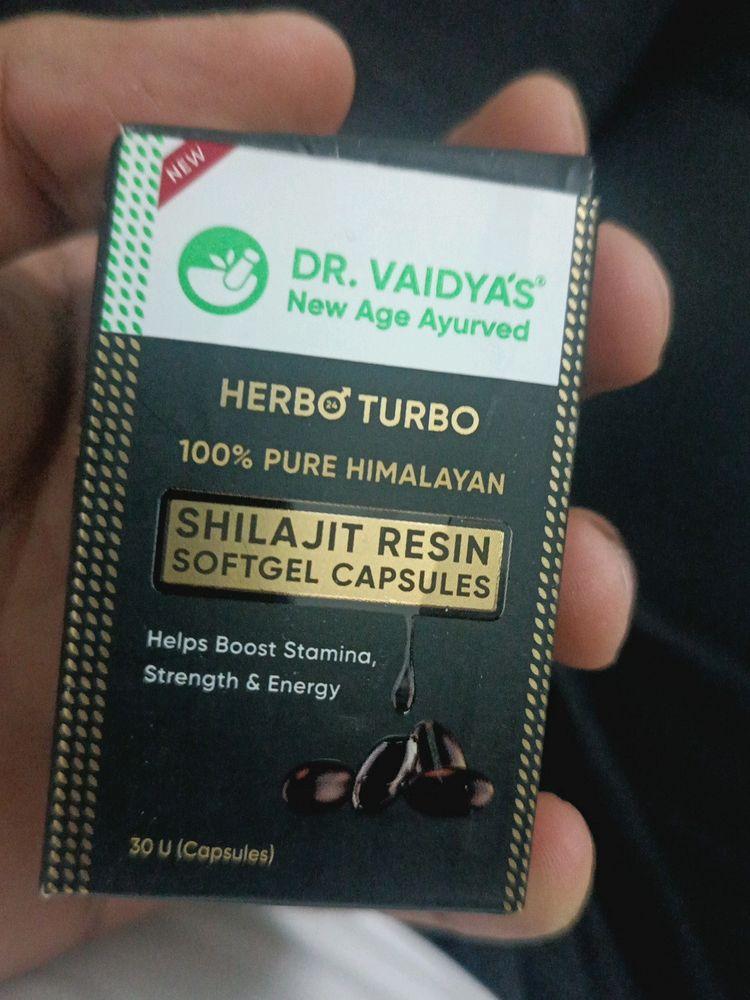 NEW
DR. VAIDYA'S®
New Age Ayurved
HERBO24 TURBO
100% PURE HIMALAYAN
SHILAJIT RESIN
SOFTGEL CAPSULES
Helps Boost Stamina,
Strength & Energy
30 U (Capsules)